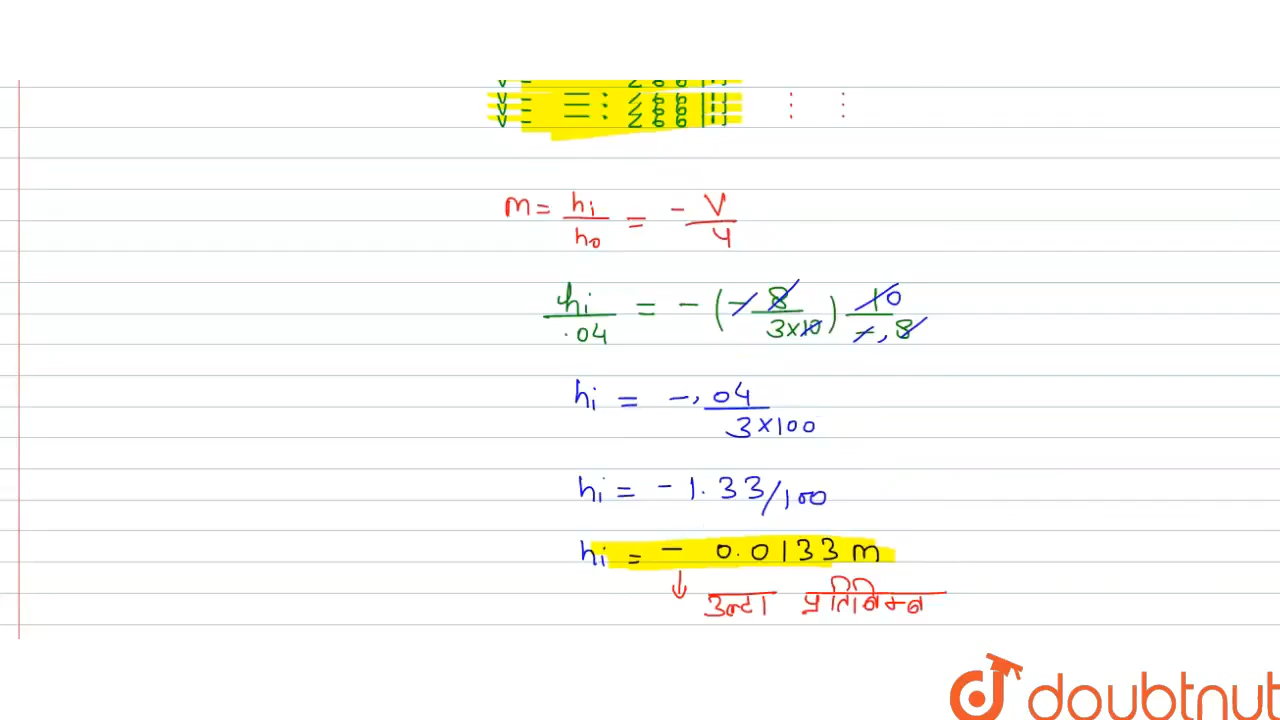 m = hi/ho = - v/u
hi/.04 = - (- 8/3×10) 10/-.8
hi = -.04/3×100
hi = - 1.33/100
hi = - 0.0133 m
↓ उल्टा प्रतिबिम्ब
doubtnut